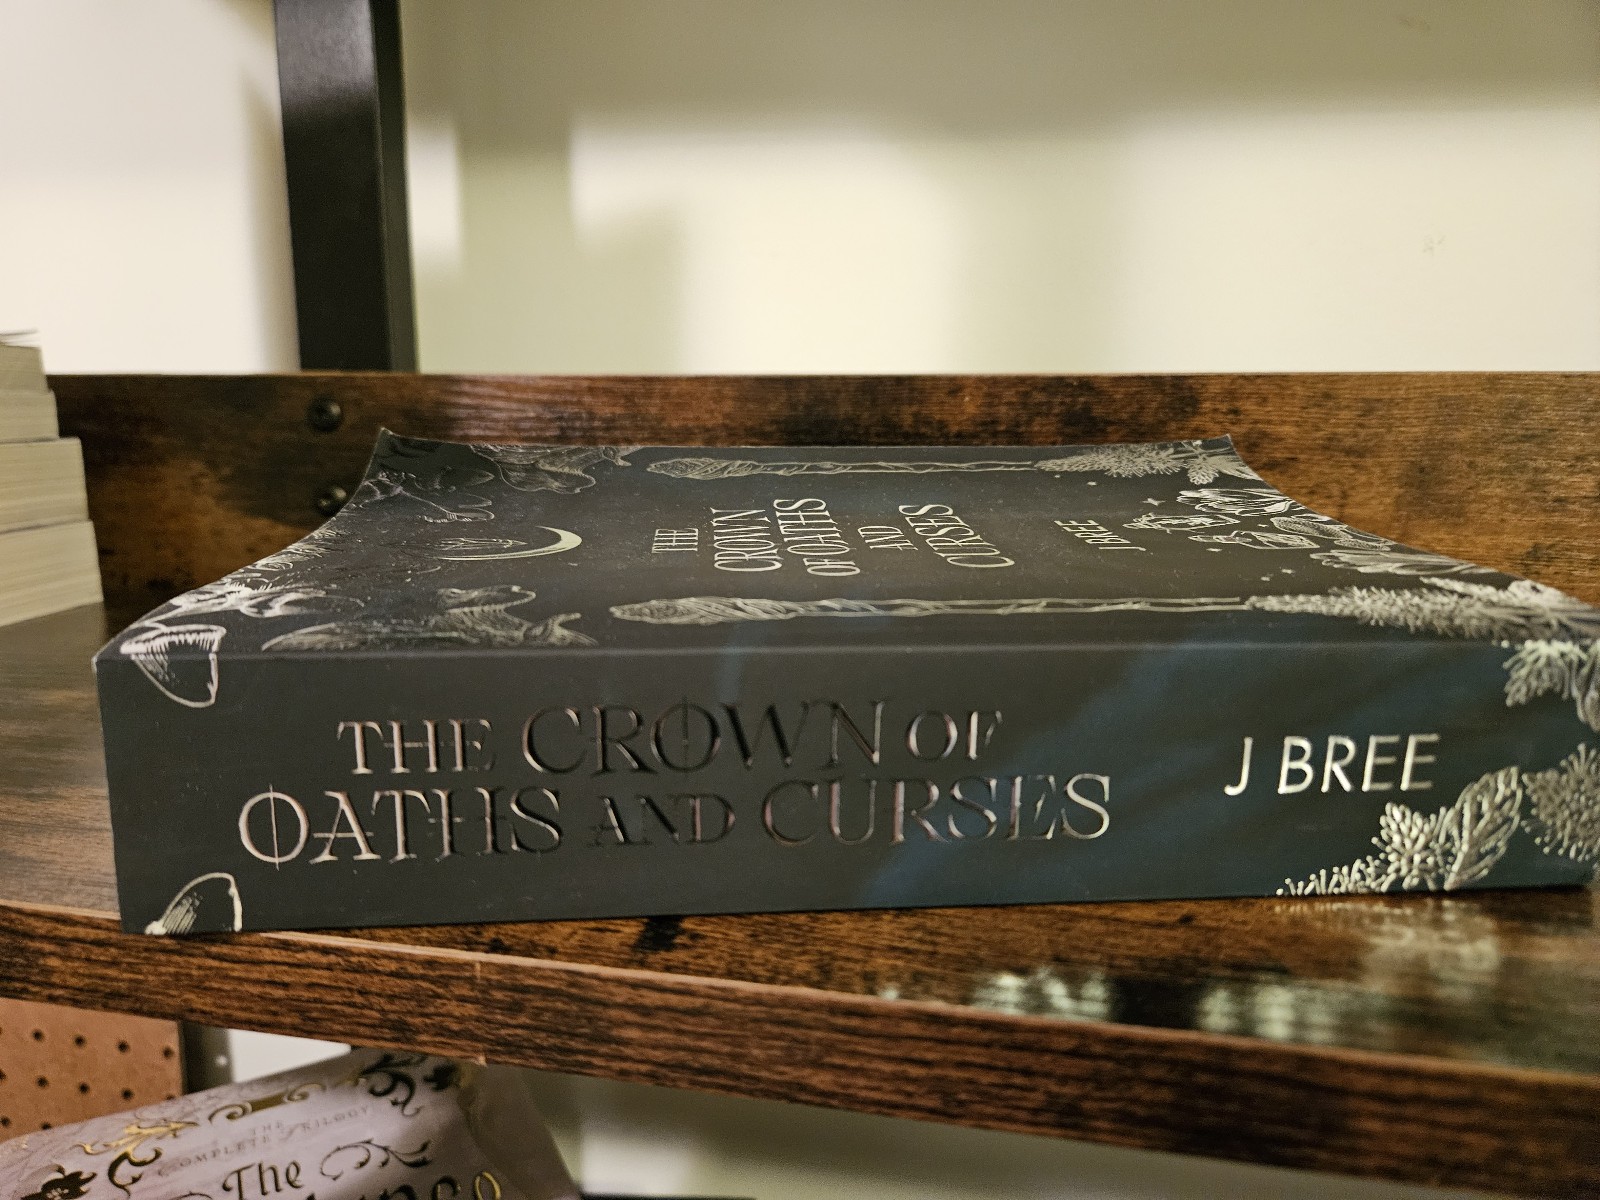 THE
CROWN
OF OATHS
AND
CURSES
J BREE
THE CROWN OF
OATHS AND CURSES
J BREE
THE
COMPLETE TRILOGY
The